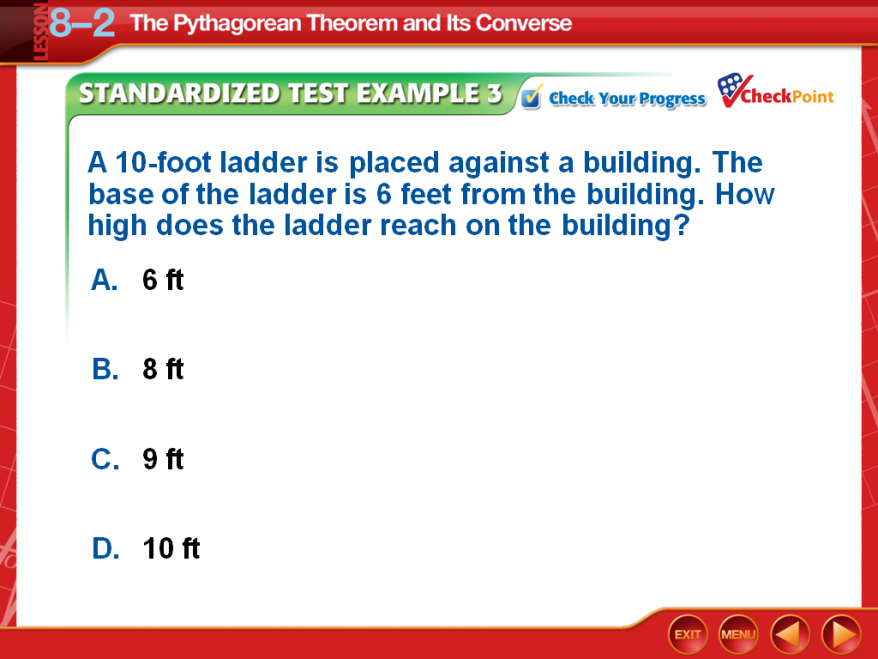 LESSON 8–2 The Pythagorean Theorem and Its Converse
STANDARDIZED TEST EXAMPLE 3 Check Your Progress CheckPoint
A 10-foot ladder is placed against a building. The
base of the ladder is 6 feet from the building. How
high does the ladder reach on the building?
A. 6 ft
B. 8 ft
C. 9 ft
D. 10 ft
EXIT MENU